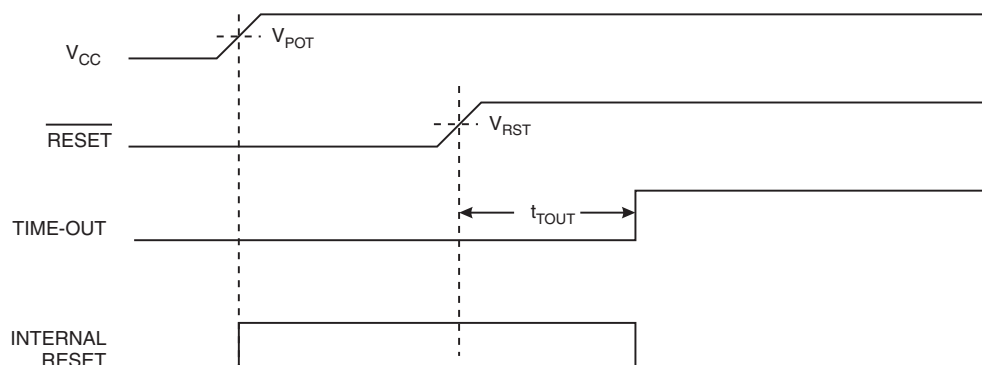 V_CC
V_POT
RESET
V_RST
TIME-OUT
t_TOUT
INTERNAL
RESET